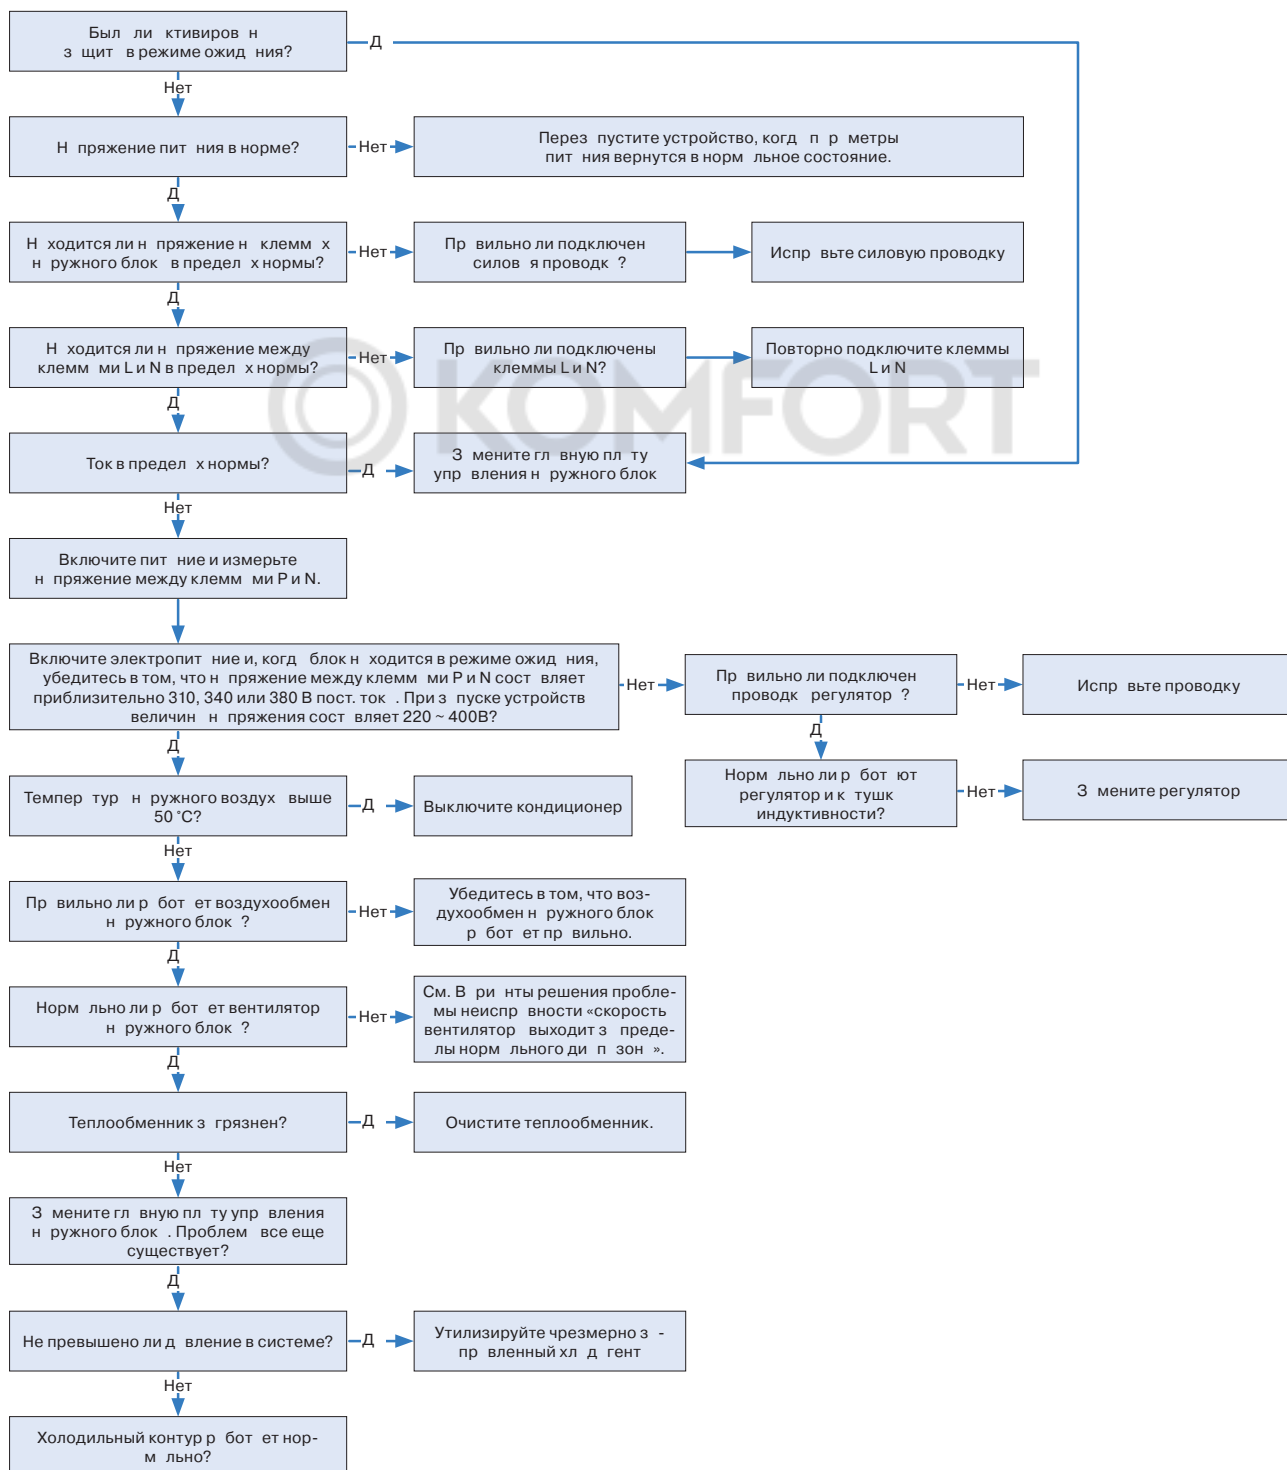 Был ли ктивиров н
з щит в режиме ожид ния?
Д
Нет
Н пряжение пит ния в норме?
Нет
Перез пустите устройство, когд п р метры
пит ния вернутся в норм льное состояние.
Д
Н ходится ли н пряжение н клемм х
н ружного блок в предел х нормы?
Нет
Пр вильно ли подключен
силов я проводк ?
Испр вьте силовую проводку
Д
Н ходится ли н пряжение между
клемм ми L и N в предел х нормы?
Нет
Пр вильно ли подключены
клеммы L и N?
Повторно подключите клеммы
L и N
KOMFORT
Д
Ток в предел х нормы?
Д
З мените гл вную пл ту
упр вления н ружного блок
Нет
Включите пит ние и измерьте
н пряжение между клемм ми P и N.
Включите электропит ние и, когд блок н ходится в режиме ожид ния,
убедитесь в том, что н пряжение между клемм ми P и N сост вляет
приблизительно 310, 340 или 380 В пост. ток . При з пуске устройств
величин н пряжения сост вляет 220 ~ 400В?
Нет
Пр вильно ли подключен
проводк регулятор ?
Нет
Испр вьте проводку
Д
Д
Темпер тур н ружного воздух выше
50 °C?
Д
Выключите кондиционер
Норм льно ли р бот ют
регулятор и к тушк
индуктивности?
Нет
З мените регулятор
Нет
Пр вильно ли р бот ет воздухообмен
н ружного блок ?
Нет
Убедитесь в том, что воз-
духообмен н ружного блок
р бот ет пр вильно.
Д
Норм льно ли р бот ет вентилятор
н ружного блок ?
Нет
См. В ри нты решения пробле-
мы неиспр вности «скорость
вентилятор выходит з преде-
лы норм льного ди п зон ».
Д
Теплообменник з грязнен?
Д
Очистите теплообменник.
Нет
З мените гл вную пл ту упр вления
н ружного блок . Проблем все еще
существует?
Д
Не превышено ли д вление в системе?
Д
Утилизируйте чрезмерно з -
пр вленный хл д гент
Нет
Холодильный контур р бот ет нор-
м льно?